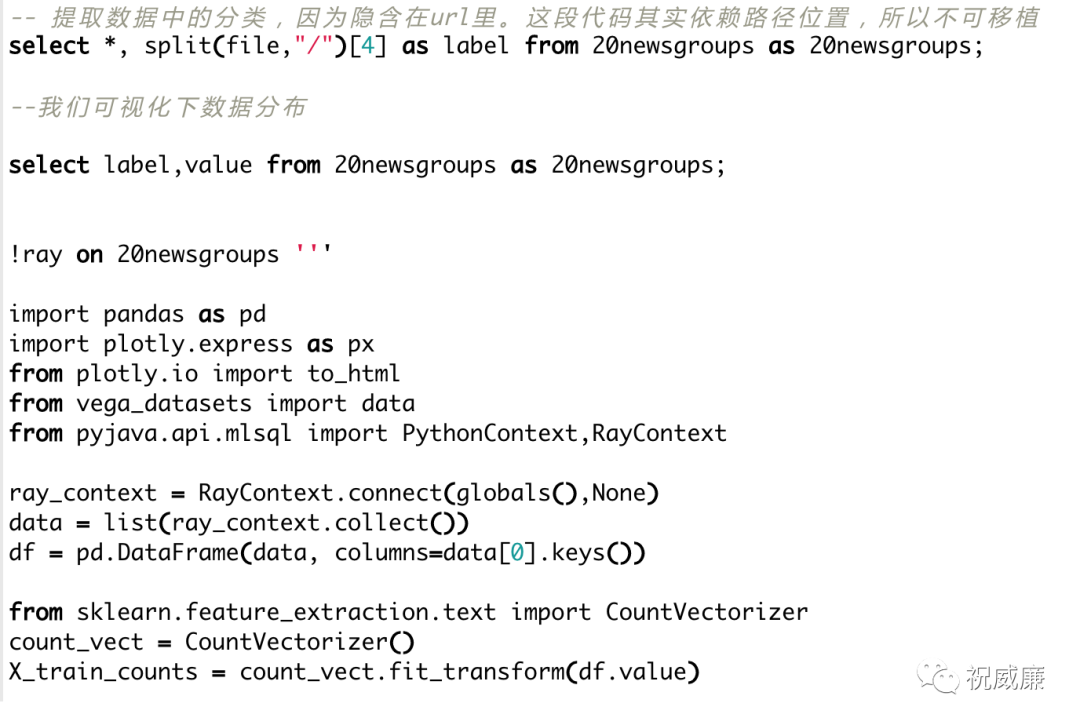 -- 提取数据中的分类，因为隐含在url里。这段代码其实依赖路径位置，所以不可移植
select *, split(file,"/")[4] as label from 20newsgroups as 20newsgroups;
--我们可视化下数据分布
select label,value from 20newsgroups as 20newsgroups;
!ray on 20newsgroups '''
import pandas as pd
import plotly.express as px
from plotly.io import to_html
from vega_datasets import data
from pyjava.api.mlsql import PythonContext,RayContext
ray_context = RayContext.connect(globals(),None)
data = list(ray_context.collect())
df = pd.DataFrame(data, columns=data[0].keys())
from sklearn.feature_extraction.text import CountVectorizer
count_vect = CountVectorizer()
X_train_counts = count_vect.fit_transform(df.value)
祝威廉